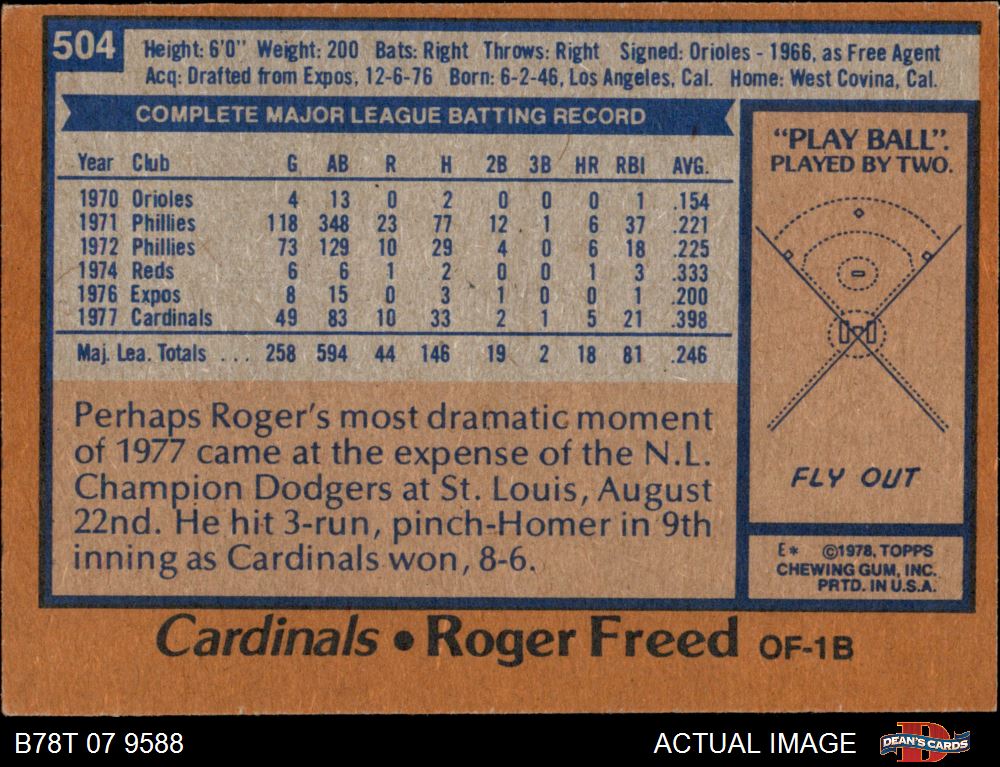 504
Height: 6'0" Weight: 200 Bats: Right Throws: Right Signed: Orioles - 1966, as Free Agent
Acq: Drafted from Expos, 12-6-76 Born: 6-2-46, Los Angeles, Cal. Home: West Covina, Cal.
COMPLETE MAJOR LEAGUE BATTING RECORD
Year Club G AB R H 2B 3B HR RBI AVG.
1970 Orioles 4 13 0 2 0 0 0 1 .154
1971 Phillies 118 348 23 77 12 1 6 37 .221
1972 Phillies 73 129 10 29 4 0 6 18 .225
1974 Reds 6 6 1 2 0 0 1 3 .333
1976 Expos 8 15 0 3 1 0 0 1 .200
1977 Cardinals 49 83 10 33 2 1 5 21 .398
Maj. Lea. Totals ... 258 594 44 146 19 2 18 81 .246
Perhaps Roger's most dramatic moment
of 1977 came at the expense of the N.L.
Champion Dodgers at St. Louis, August
22nd. He hit 3-run, pinch-Homer in 9th
inning as Cardinals won, 8-6.
"PLAY BALL".
PLAYED BY TWO.
FLY OUT
E* ©1978, TOPPS
CHEWING GUM, INC.
PRTD. IN U.S.A.
Cardinals • Roger Freed OF-1B
B78T 07 9588
ACTUAL IMAGE
D
DEAN'S CARDS